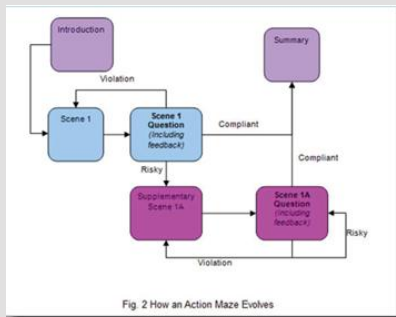 Introduction
Summary
Violation
Scene 1
Scene 1
Question
(Including
feedback)
Compliant
Compliant
Risky
Supplementary
Scene 1A
Scene 1A
Question
(Including
feedback)
Risky
Violation
Fig. 2 How an Action Maze Evolves